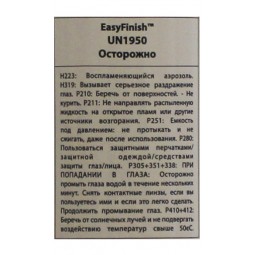 EasyFinish™
UN1950
Осторожно
H223: Воспламеняющийся аэрозоль.
H319: Вызывает серьезное раздражение
глаз. P210: Беречь от поверхностей. - Не
курить. P211: Не направлять распыленную
жидкость на открытое пламя или другие
источники возгорания. P251: Емкость
под давлением: не протыкать и не
сжигать, даже после использования. P280:
Пользоваться защитными перчатками/
защитной одеждой/средствами
защиты глаз/лица. P305+351+338: ПРИ
ПОПАДАНИИ В ГЛАЗА: Осторожно
промыть глаза водой в течение нескольких
минут. Снять контактные линзы, если вы
пользуетесь ими и если это легко сделать.
Продолжить промывание глаз. P410+412:
Беречь от солнечных лучей и не подвергать
воздействию температур свыше 50єC.